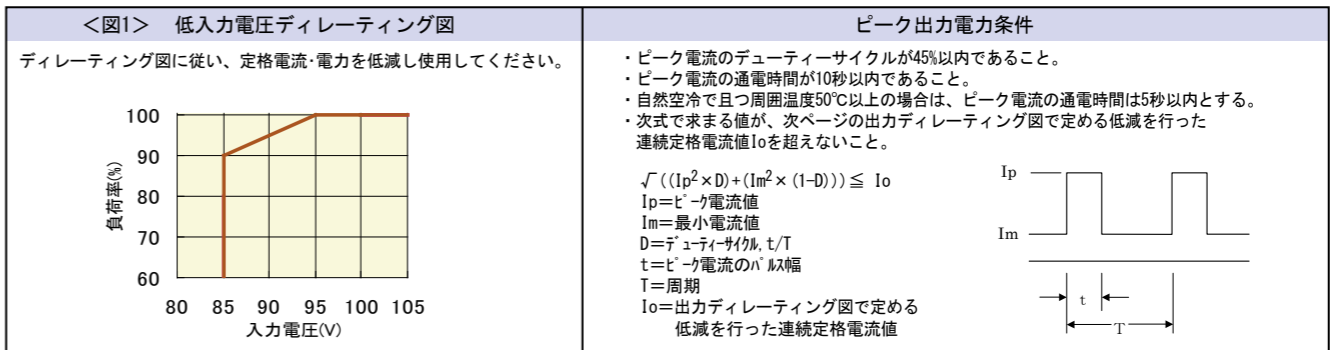 <図1> 低入力電圧ディレーティング図
ディレーティング図に従い、定格電流・電力を低減し使用してください。
100
90
80
70
60
負荷率(%)
80 85 90 95 100 105
入力電圧(V)
ピーク出力電力条件
・ピーク電流のデューティーサイクルが45%以内であること。
・ピーク電流の通電時間が10秒以内であること。
・自然空冷で且つ周囲温度50℃以上の場合は、ピーク電流の通電時間は5秒以内とする。
・次式で求まる値が、次ページの出力ディレーティング図で定める低減を行った
連続定格電流値Ioを超えないこと。
√((Ip²×D)+(Im²×(1-D)))≦ Io
Ip=ピーク電流値
Im=最小電流値
D=デューティーサイクル, t/T
t=ピーク電流のパルス幅
T=周期
Io=出力ディレーティング図で定める
低減を行った連続定格電流値
Ip
Im
t
T